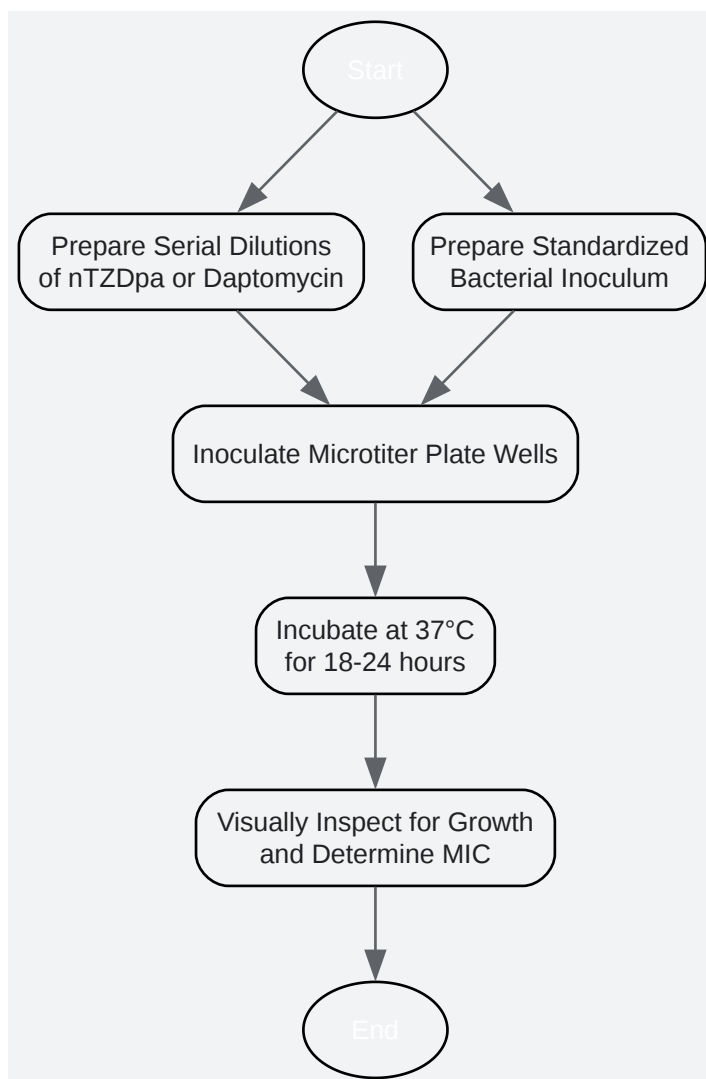 Start
Prepare Serial Dilutions
of nTZDpa or Daptomycin
Prepare Standardized
Bacterial Inoculum
Inoculate Microtiter Plate Wells
Incubate at 37°C
for 18-24 hours
Visually Inspect for Growth
and Determine MIC
End